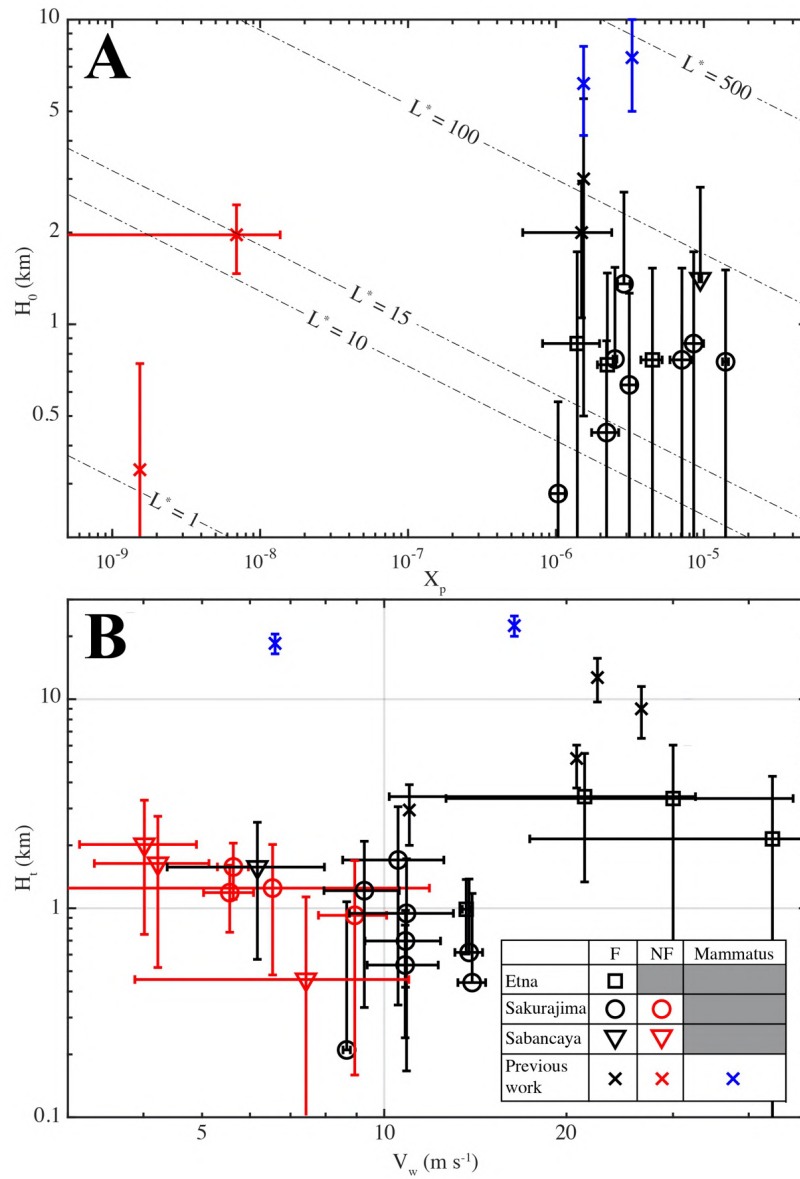 A
10
5
2
1
0.5
H₀ (km)
L* = 500
L* = 100
L* = 15
L* = 10
L* = 1
10⁻⁹ 10⁻⁸ 10⁻⁷ 10⁻⁶ 10⁻⁵
Xₚ
B
10
1
0.1
Hₜ (km)
F NF Mammatus
Etna
Sakurajima
Sabancaya
Previous
work
5 10 20
V_w (m s⁻¹)